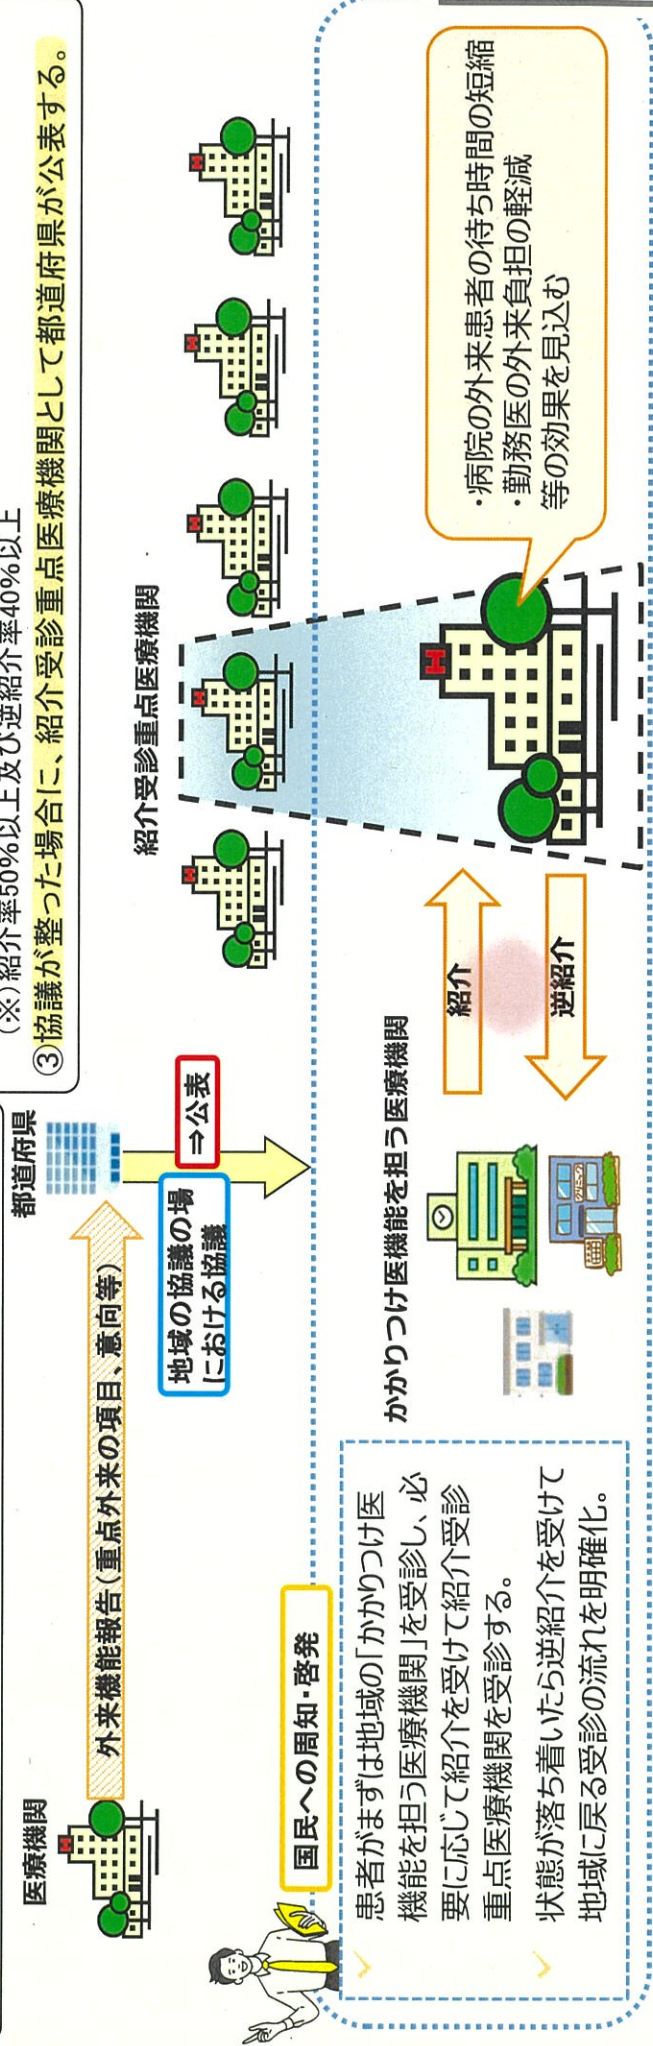 (※)紹介率50%以上及び逆紹介率40%以上
③協議が整った場合に、紹介受診重点医療機関として都道府県が公表する。
医療機関
外来機能報告(重点外来の項目、意向等)
都道府県
地域の協議の場
における協議
⇒公表
紹介受診重点医療機関
国民への周知・啓発
患者がまずは地域の「かかりつけ医
機能を担う医療機関」を受診し、必
要に応じて紹介を受けて紹介受診
重点医療機関を受診する。
状態が落ち着いたら逆紹介を受けて
地域に戻る受診の流れを明確化。
かかりつけ医機能を担う医療機関
クリニック
紹介
逆紹介
H
H
H
H
H
H
H
・病院の外来患者の待ち時間の短縮
・勤務医の外来負担の軽減
等の効果を見込む